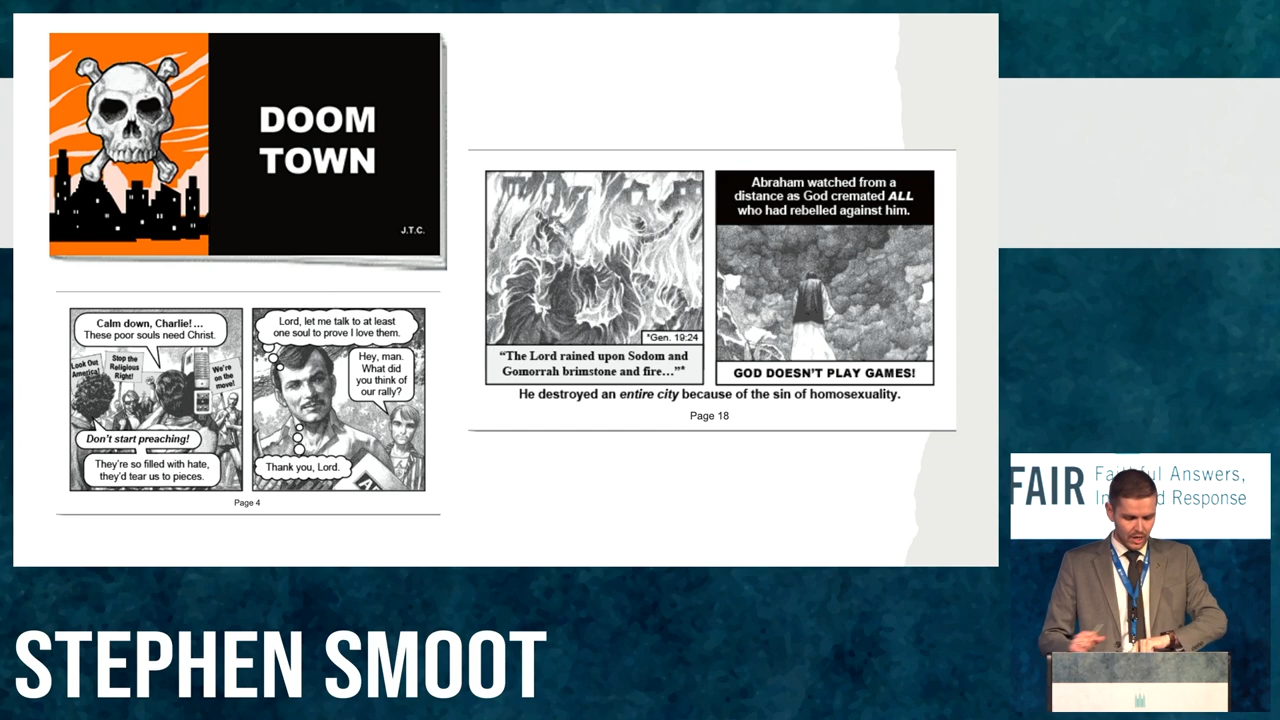 DOOM
TOWN
J.T.C.
Calm down, Charlie!...
These poor souls need Christ.
Look Out
America!
Stop the
Religious
Right!
We're
on the
move!
Don't start preaching!
They're so filled with hate,
they'd tear us to pieces.
Lord, let me talk to at least
one soul to prove I love them.
Hey, man.
What did
you think of
our rally?
Thank you, Lord.
Page 4
*Gen. 19:24
"The Lord rained upon Sodom and
Gomorrah brimstone and fire..."*
Abraham watched from a
distance as God cremated ALL
who had rebelled against him.
GOD DOESN'T PLAY GAMES!
He destroyed an entire city because of the sin of homosexuality.
Page 18
FAIR
Answers,
Response
STEPHEN SMOOT